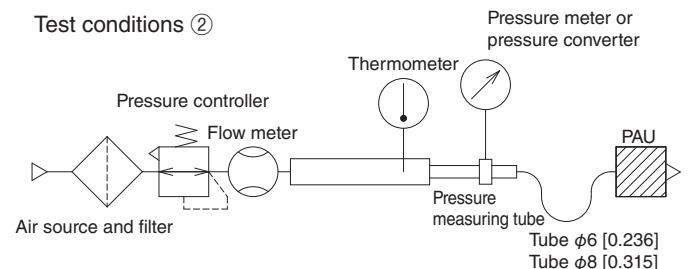 Test conditions ②
Pressure meter or
pressure converter
Thermometer
Pressure controller
Flow meter
PAU
Air source and filter
Pressure
measuring tube
Tube φ6 [0.236]
Tube φ8 [0.315]